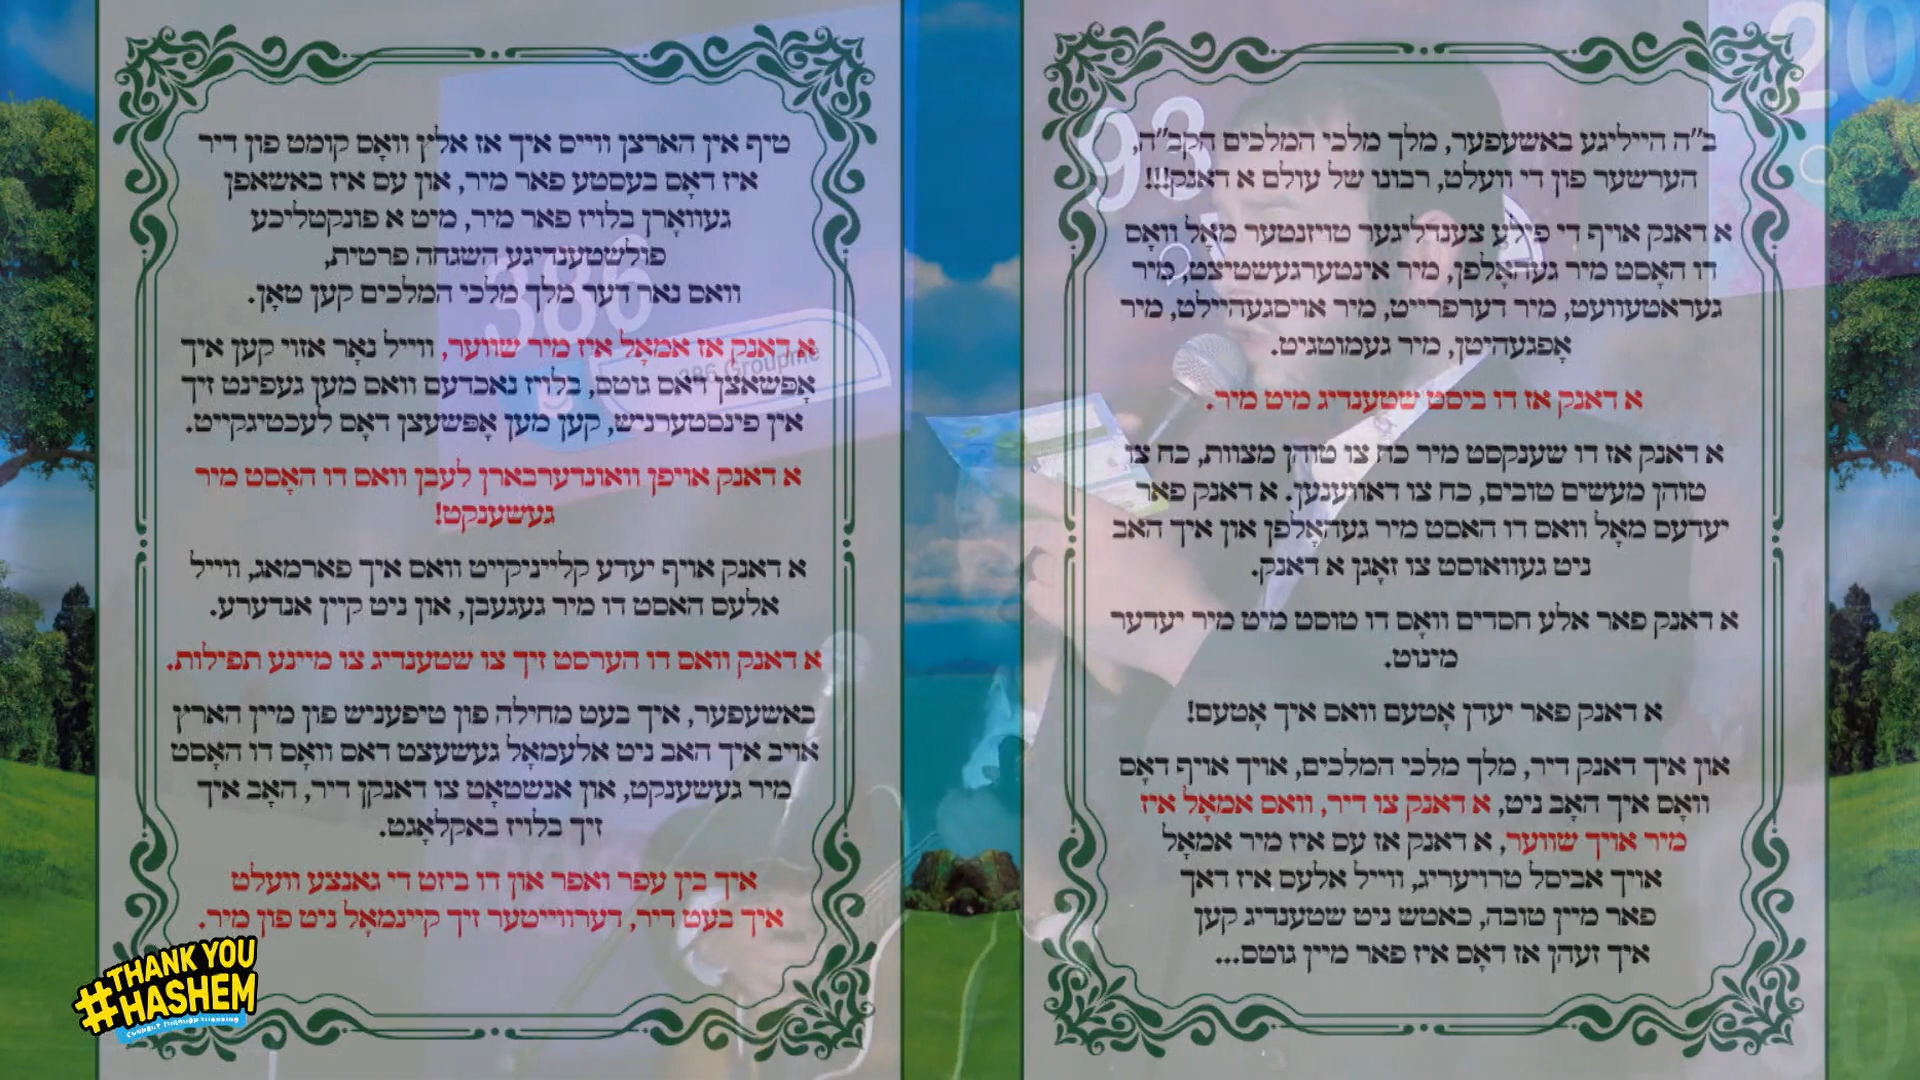 ב"ה הייליגע באשעפער, מלך מלכי המלכים הקב"ה,
הערשער פון די וועלט, רבונו של עולם א דאנק!!!
א דאנק אויף די פילע צענדליגער טויזנטער מאָל וואָס
דו האָסט מיר געהאָלפן, מיר אינטערגעשטיצט, מיר
געראטעוועט, מיר דערפרייט, מיר אויסגעהיילט, מיר
אָפגעהיטן, מיר געמוטגיט.
א דאנק אז דו ביסט שטענדיג מיט מיר.
א דאנק אז דו שענקסט מיר כח צו טוהן מצוות, כח צו
טוהן מעשים טובים, כח צו דאווענען. א דאנק פאר
יעדעס מאָל וואס דו האסט מיר געהאָלפן און איך האב
ניט געוואוסט צו זאָגן א דאנק.
א דאנק פאר אלע חסדים וואָס דו טוסט מיט מיר יעדער
מינוט.
א דאנק פאר יעדן אָטעם וואס איך אָטעם!
און איך דאנק דיר, מלך מלכי המלכים, אויך אויף דאָס
וואָס איך האָב ניט, א דאנק צו דיר, וואס אמאָל איז
מיר אויך שווער, א דאנק אז עס איז מיר אמאָל
אויך אביסל טרויעריג, ווייל אלעס איז דאך
פאר מיין טובה, כאטש ניט שטענדיג קען
איך זעהן אז דאָס איז פאר מיין גוטס...
טיף אין הארצן ווייס איך אז אלץ וואָס קומט פון דיר
איז דאָס בעסטע פאר מיר, און עס איז באשאפן
געוואָרן בלויז פאר מיר, מיט א פונקטליכע
פולשטענדיגע השגחה פרטית,
וואס נאר דער מלך מלכי המלכים קען טאָן.
א דאנק אז אמאָל איז מיר שווער, ווייל נאָר אזוי קען איך
אָפשאצן דאס גוטס, בלויז נאכדעם וואס מען געפינט זיך
אין פינסטערניש, קען מען אָפשעצן דאָס לעכטיגקייט.
א דאנק אויפן וואונדערבארן לעבן וואס דו האָסט מיר
געשענקט!
א דאנק אויף יעדע קלייניקייט וואס איך פארמאג, ווייל
אלעס האסט דו מיר געגעבן, און ניט קיין אנדערע.
א דאנק וואס דו הערסט זיך צו שטענדיג צו מיינע תפילות.
באשעפער, איך בעט מחילה פון טיפעניש פון מיין הארץ
אויב איך האב ניט אלעמאָל געשעצט דאס וואָס דו האָסט
מיר געשענקט, און אנשטאָט צו דאנקן דיר, האָב איך
זיך בלויז באקלאָגט.
איך בין עפר ואפר און דו ביזט די גאנצע וועלט
איך בעט דיר, דערווייטער זיך קיינמאָל ניט פון מיר.
93
20
386
386 Groupme
#THANK YOU
HASHEM
CONNECT THROUGH THANKING